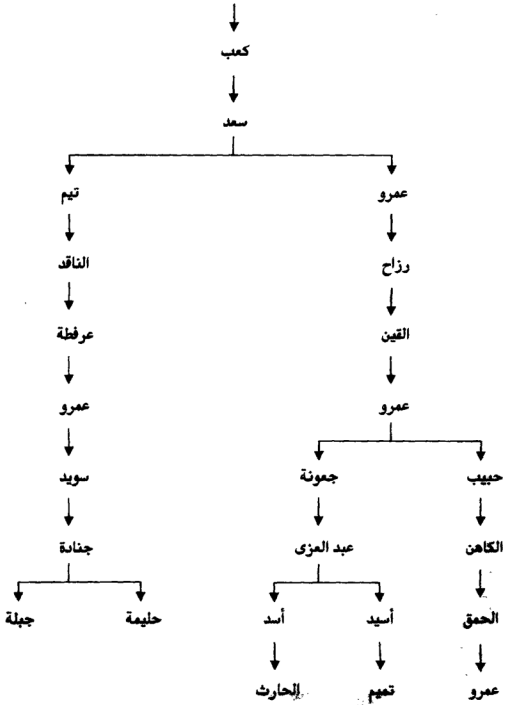 كعب
سعد
عمرو تيم
رزاح الناقد
القين عرفطة
عمرو عمرو
حبيب جعونة سويد
الكاهن عبد العزى جنادة
الحمق أسيد أسد حليمة جبلة
عمرو تميم الحارث